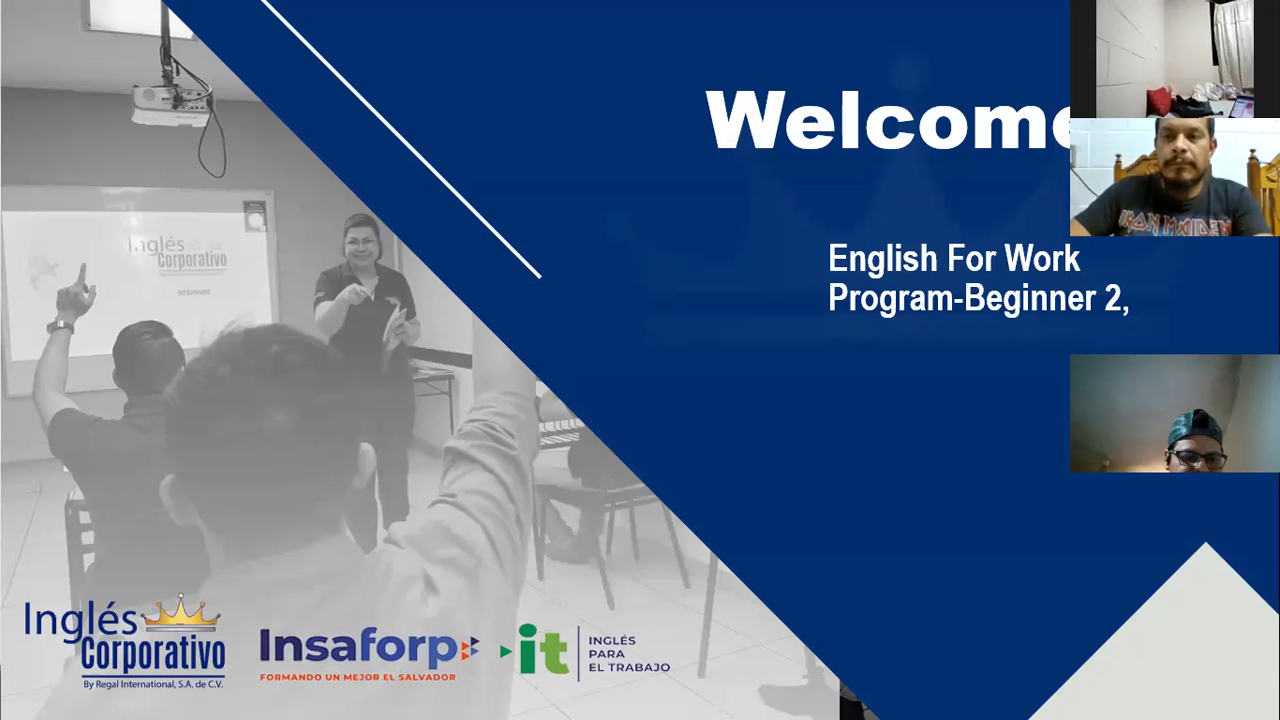 Welcome
English For Work
Program-Beginner 2,
IRON MAIDEN
Inglés
Corporativo
BEGINNER
Inglés
Corporativo
By Regal International, S.A. de C.V.
Insaforp
FORMANDO UN MEJOR EL SALVADOR
it
INGLÉS
PARA
EL TRABAJO